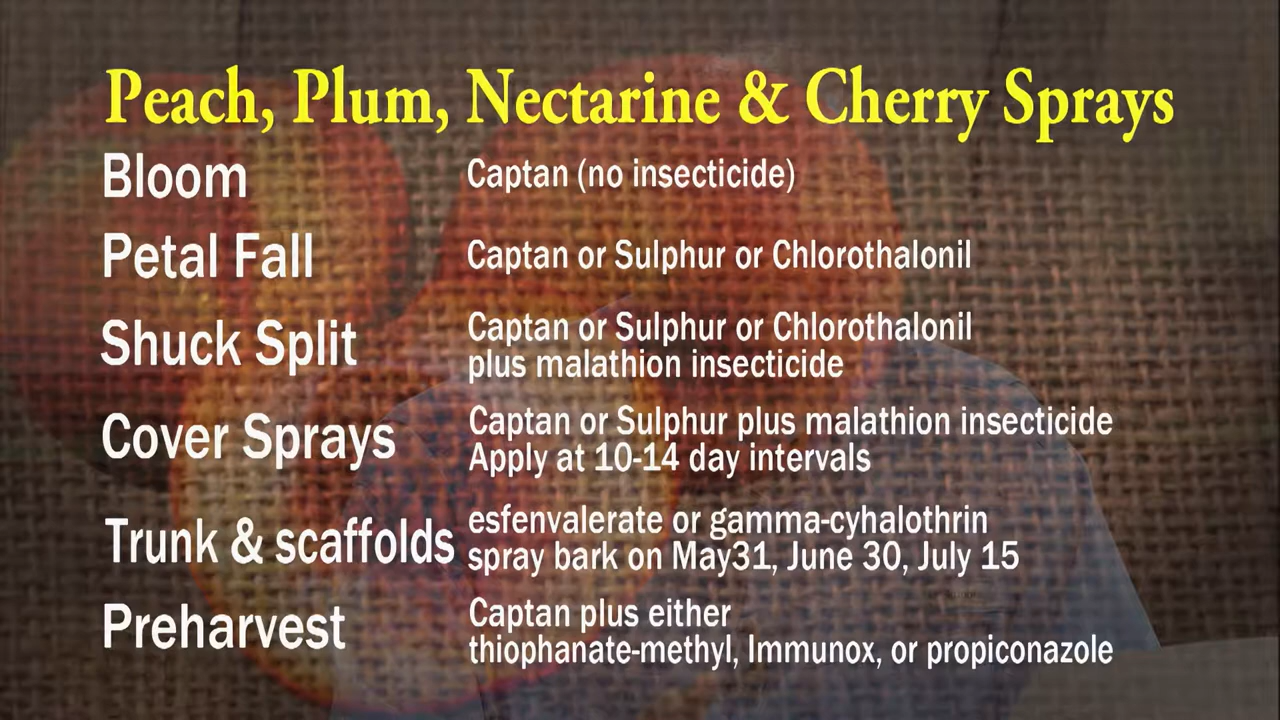 Peach, Plum, Nectarine & Cherry Sprays
Bloom
Captan (no insecticide)
Petal Fall
Captan or Sulphur or Chlorothalonil
Shuck Split
Captan or Sulphur or Chlorothalonil
plus malathion insecticide
Cover Sprays
Captan or Sulphur plus malathion insecticide
Apply at 10-14 day intervals
Trunk & scaffolds
esfenvalerate or gamma-cyhalothrin
spray bark on May31, June 30, July 15
Preharvest
Captan plus either
thiophanate-methyl, Immunox, or propiconazole